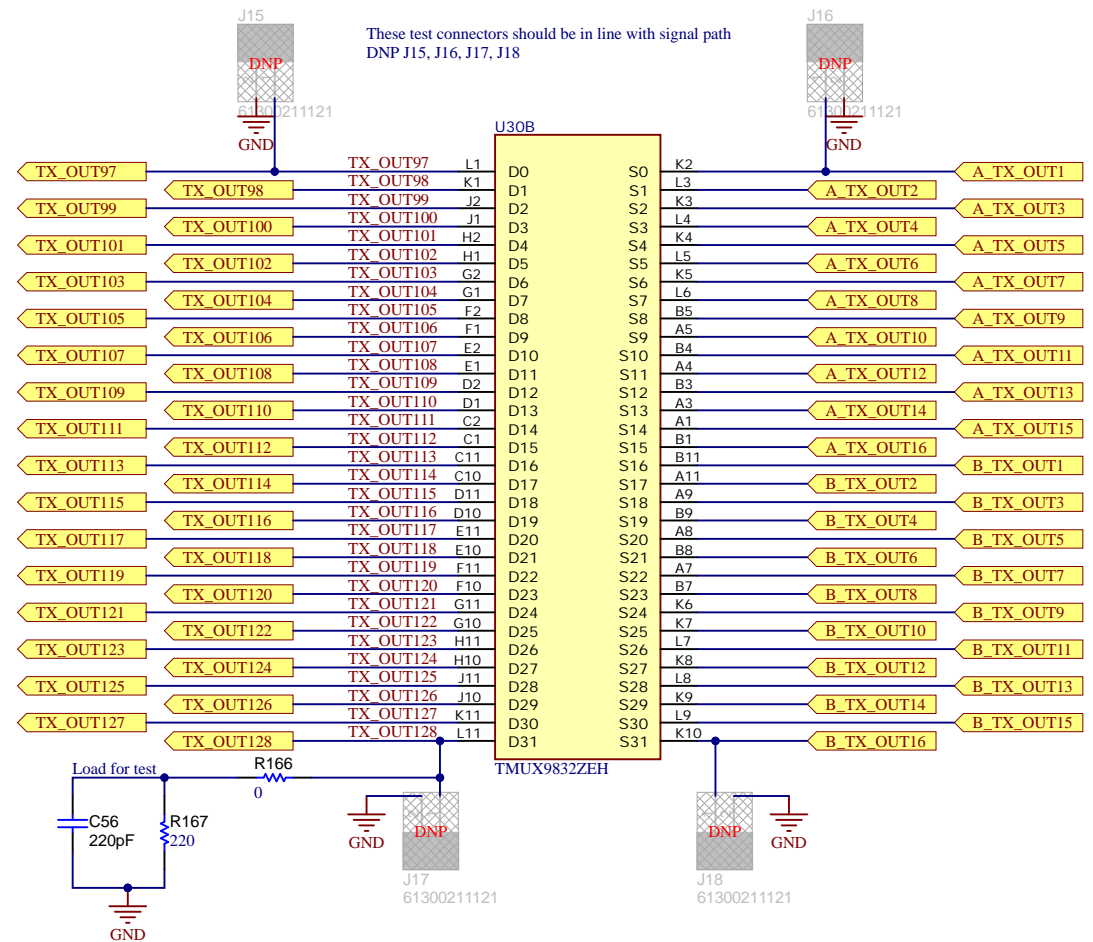 J15
J16
These test connectors should be in line with signal path
DNP J15, J16, J17, J18
DNP
DNP
61300211121
61300211121
GND
GND
U30B
TX_OUT97 TX_OUT97 L1 D0 S0 K2 A_TX_OUT1
TX_OUT98 TX_OUT98 K1 D1 S1 L3 A_TX_OUT2
TX_OUT99 TX_OUT99 J2 D2 S2 K3 A_TX_OUT3
TX_OUT100 TX_OUT100 J1 D3 S3 L4 A_TX_OUT4
TX_OUT101 TX_OUT101 H2 D4 S4 K4 A_TX_OUT5
TX_OUT102 TX_OUT102 H1 D5 S5 L5 A_TX_OUT6
TX_OUT103 TX_OUT103 G2 D6 S6 K5 A_TX_OUT7
TX_OUT104 TX_OUT104 G1 D7 S7 L6 A_TX_OUT8
TX_OUT105 TX_OUT105 F2 D8 S8 B5 A_TX_OUT9
TX_OUT106 TX_OUT106 F1 D9 S9 A5 A_TX_OUT10
TX_OUT107 TX_OUT107 E2 D10 S10 B4 A_TX_OUT11
TX_OUT108 TX_OUT108 E1 D11 S11 A4 A_TX_OUT12
TX_OUT109 TX_OUT109 D2 D12 S12 B3 A_TX_OUT13
TX_OUT110 TX_OUT110 D1 D13 S13 A3 A_TX_OUT14
TX_OUT111 TX_OUT111 C2 D14 S14 A1 A_TX_OUT15
TX_OUT112 TX_OUT112 C1 D15 S15 B1 A_TX_OUT16
TX_OUT113 TX_OUT113 C11 D16 S16 B11 B_TX_OUT1
TX_OUT114 TX_OUT114 C10 D17 S17 A11 B_TX_OUT2
TX_OUT115 TX_OUT115 D11 D18 S18 A9 B_TX_OUT3
TX_OUT116 TX_OUT116 D10 D19 S19 B9 B_TX_OUT4
TX_OUT117 TX_OUT117 E11 D20 S20 A8 B_TX_OUT5
TX_OUT118 TX_OUT118 E10 D21 S21 B8 B_TX_OUT6
TX_OUT119 TX_OUT119 F11 D22 S22 A7 B_TX_OUT7
TX_OUT120 TX_OUT120 F10 D23 S23 B7 B_TX_OUT8
TX_OUT121 TX_OUT121 G11 D24 S24 K6 B_TX_OUT9
TX_OUT122 TX_OUT122 G10 D25 S25 K7 B_TX_OUT10
TX_OUT123 TX_OUT123 H11 D26 S26 L7 B_TX_OUT11
TX_OUT124 TX_OUT124 H10 D27 S27 K8 B_TX_OUT12
TX_OUT125 TX_OUT125 J11 D28 S28 L8 B_TX_OUT13
TX_OUT126 TX_OUT126 J10 D29 S29 K9 B_TX_OUT14
TX_OUT127 TX_OUT127 K11 D30 S30 L9 B_TX_OUT15
TX_OUT128 TX_OUT128 L11 D31 S31 K10 B_TX_OUT16
TMUX9832ZEH
Load for test
R166
0
C56
220pF
R167
220
GND
GND
DNP
J17
61300211121
DNP
J18
61300211121
GND